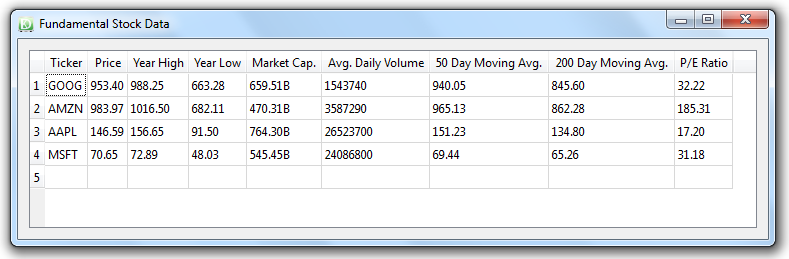 Fundamental Stock Data
Ticker Price Year High Year Low Market Cap. Avg. Daily Volume 50 Day Moving Avg. 200 Day Moving Avg. P/E Ratio
1 GOOG 953.40 988.25 663.28 659.51B 1543740 940.05 845.60 32.22
2 AMZN 983.97 1016.50 682.11 470.31B 3587290 965.13 862.28 185.31
3 AAPL 146.59 156.65 91.50 764.30B 26523700 151.23 134.80 17.20
4 MSFT 70.65 72.89 48.03 545.45B 24086800 69.44 65.26 31.18
5